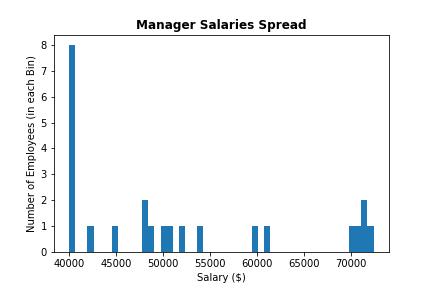 Manager Salaries Spread
Number of Employees (in each Bin)
8
7
6
5
4
3
2
1
0
40000 45000 50000 55000 60000 65000 70000
Salary ($)